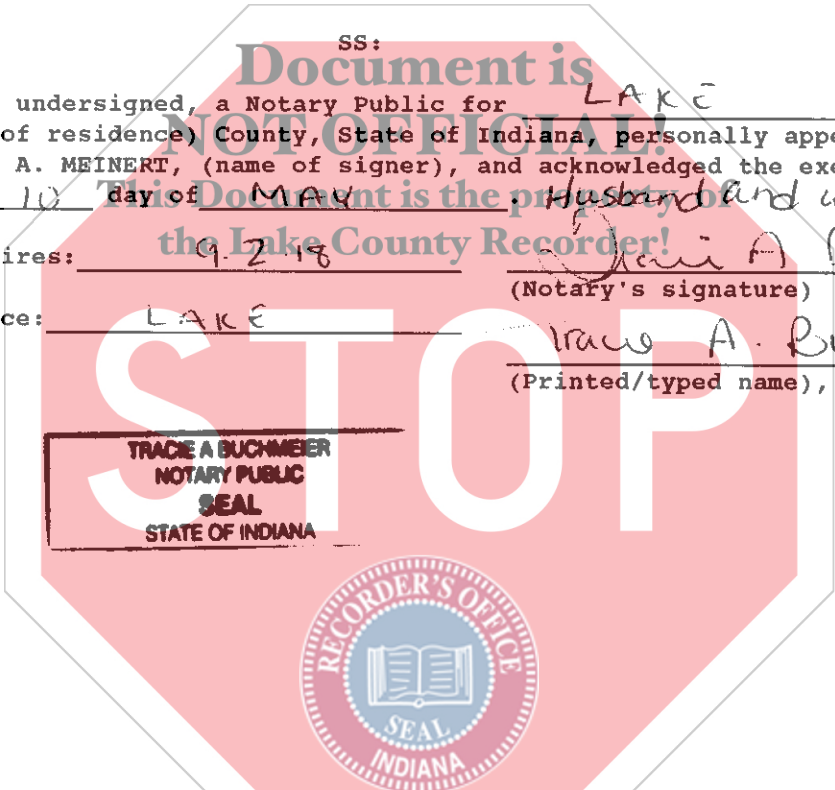 SS:
Document is
undersigned, a Notary Public for LAKE
of residence) County, State of Indiana, personally appe
NOT OFFICIAL!
A. MEINERT, (name of signer), and acknowledged the exe
10 day of MAY . Husband and w
This Document is the property of
the Lake County Recorder!
ires: 9-2-18 A
(Notary's signature)
ce: LAKE
Tracie A. Bu
(Printed/typed name),
STOP
TRACIE A BUCHMEIER
NOTARY PUBLIC
SEAL
STATE OF INDIANA
RECORDER'S OFFICE
SEAL
INDIANA